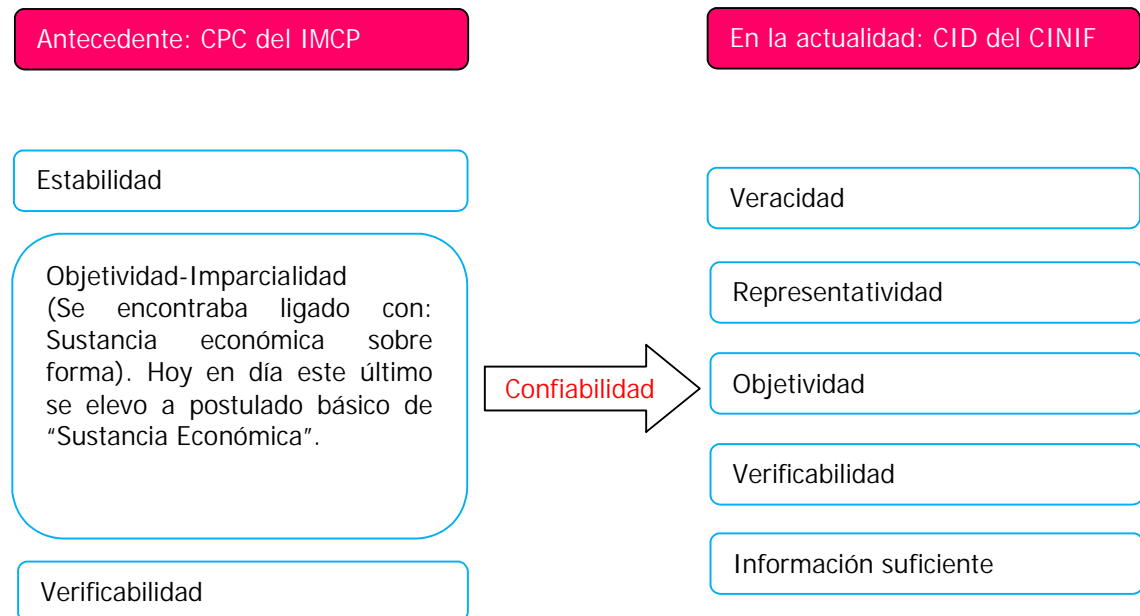 Antecedente: CPC del IMCP
En la actualidad: CID del CINIF
Estabilidad
Objetividad-Imparcialidad
(Se encontraba ligado con:
Sustancia económica sobre
forma). Hoy en día este último
se elevo a postulado básico de
“Sustancia Económica”.
Verificabilidad
Confiabilidad
Veracidad
Representatividad
Objetividad
Verificabilidad
Información suficiente